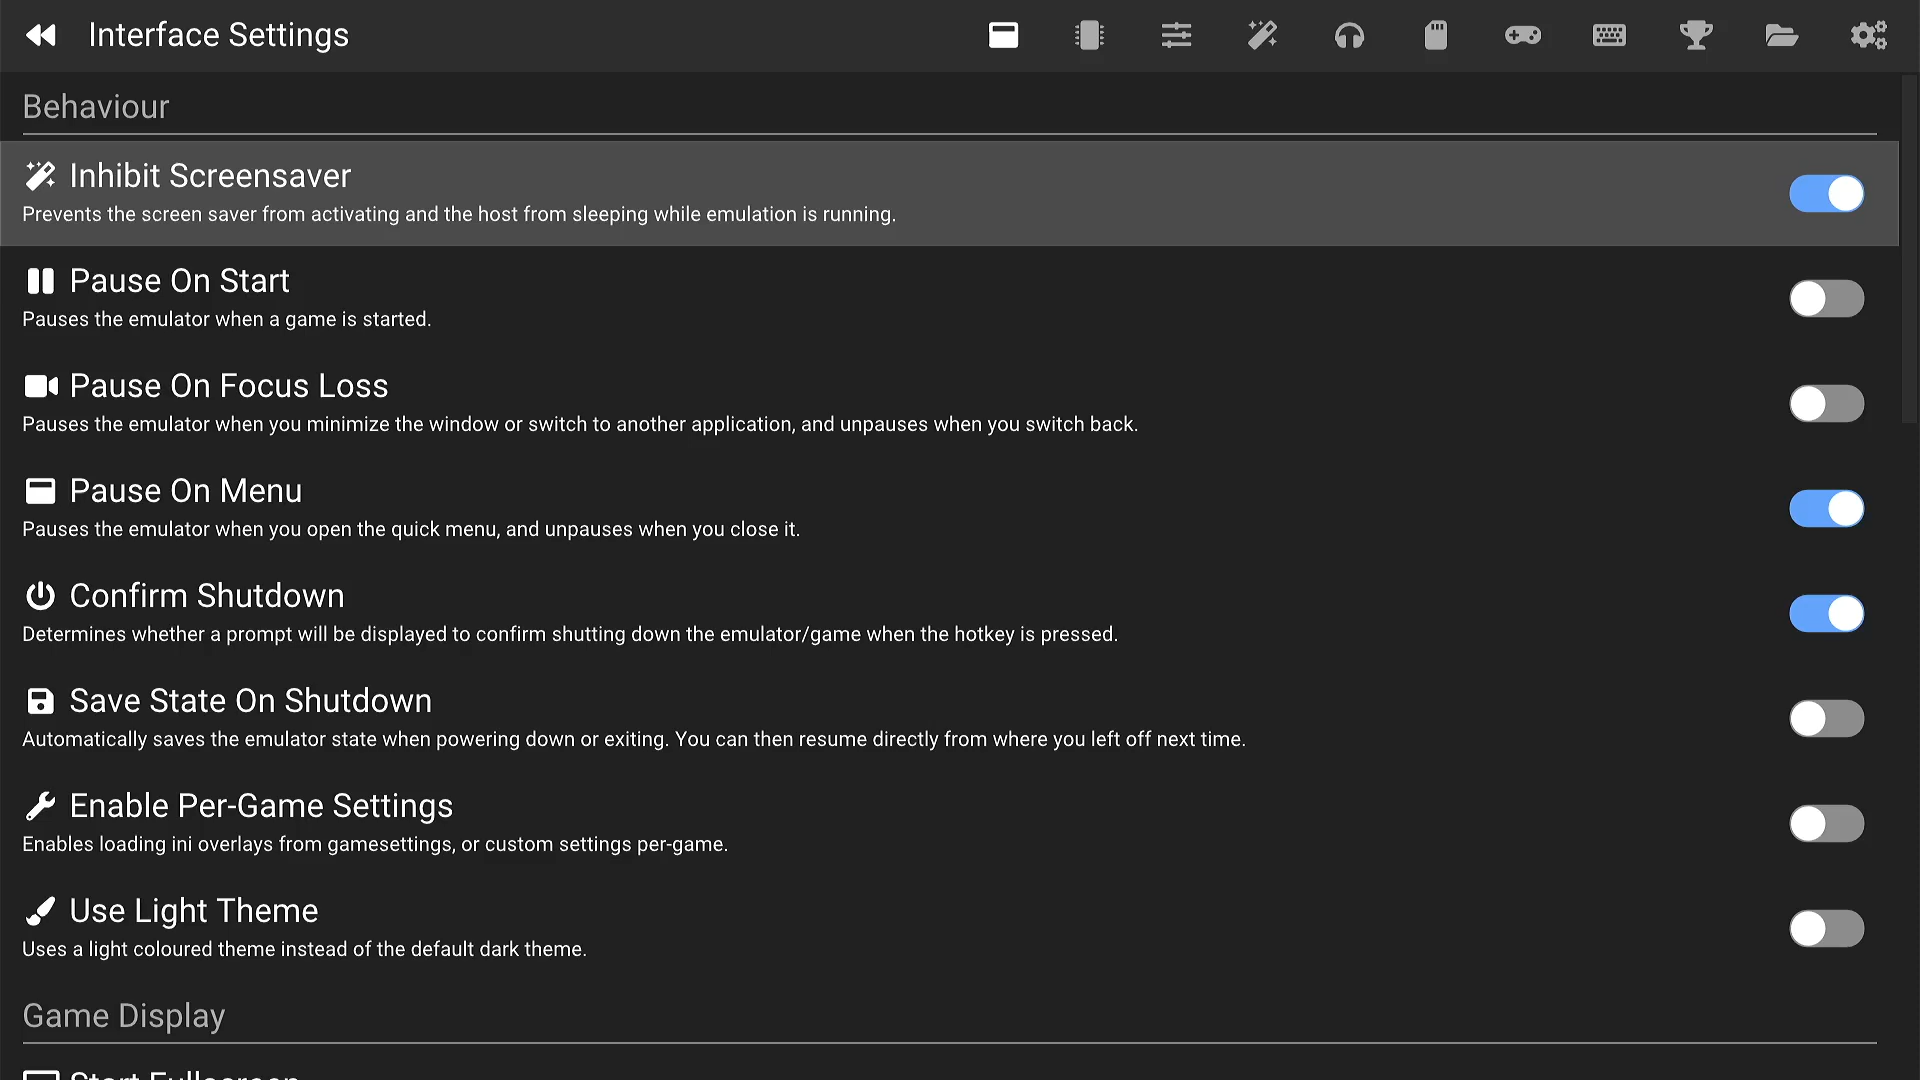 Interface Settings
Behaviour
Inhibit Screensaver
Prevents the screen saver from activating and the host from sleeping while emulation is running.
Pause On Start
Pauses the emulator when a game is started.
Pause On Focus Loss
Pauses the emulator when you minimize the window or switch to another application, and unpauses when you switch back.
Pause On Menu
Pauses the emulator when you open the quick menu, and unpauses when you close it.
Confirm Shutdown
Determines whether a prompt will be displayed to confirm shutting down the emulator/game when the hotkey is pressed.
Save State On Shutdown
Automatically saves the emulator state when powering down or exiting. You can then resume directly from where you left off next time.
Enable Per-Game Settings
Enables loading ini overlays from gamesettings, or custom settings per-game.
Use Light Theme
Uses a light coloured theme instead of the default dark theme.
Game Display
Start Fullscreen